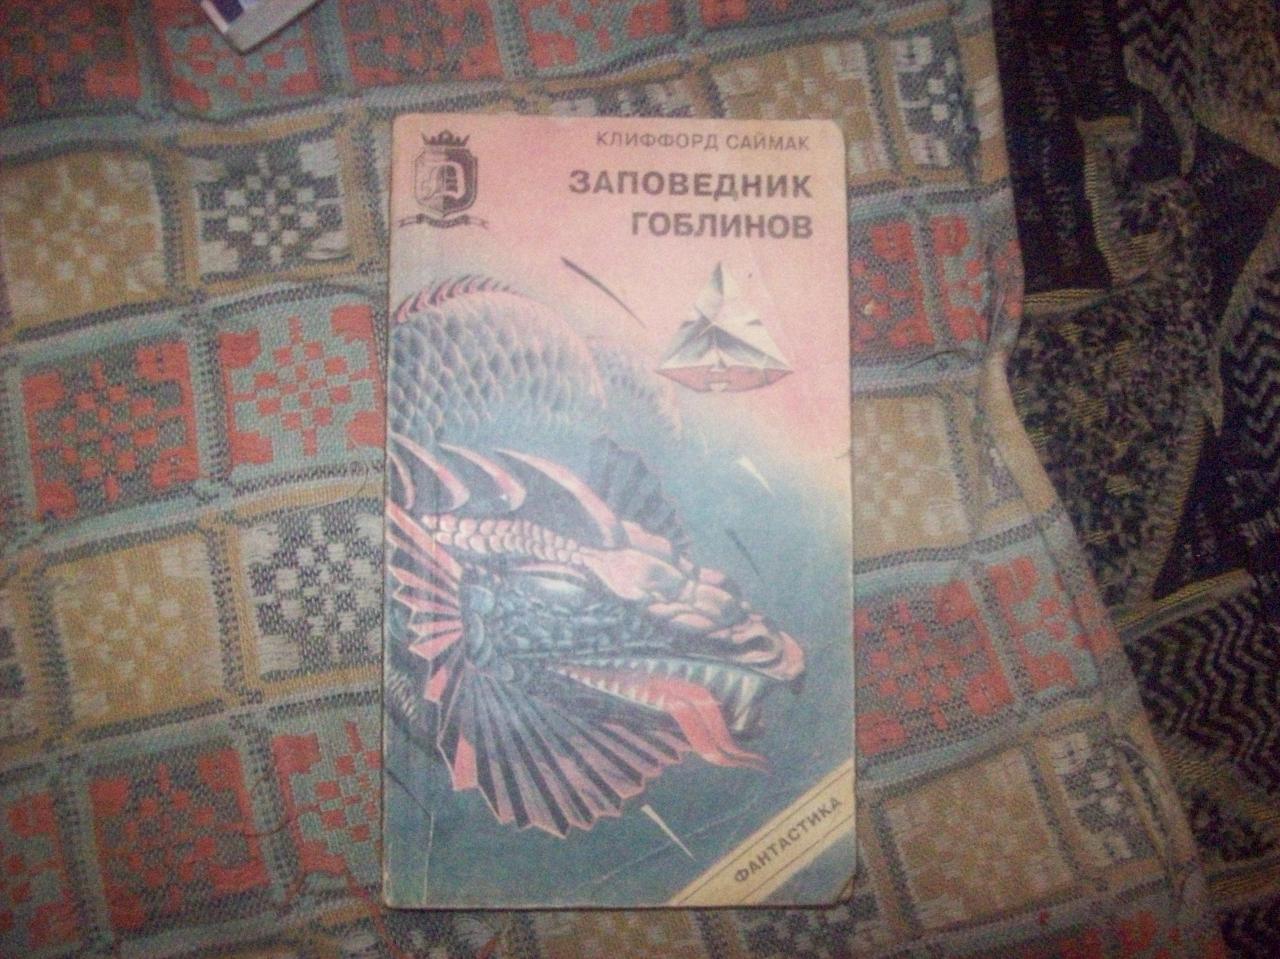 КЛИФФОРД САЙМАК
ЗАПОВЕДНИК
ГОБЛИНОВ
ФАНТАСТИКА